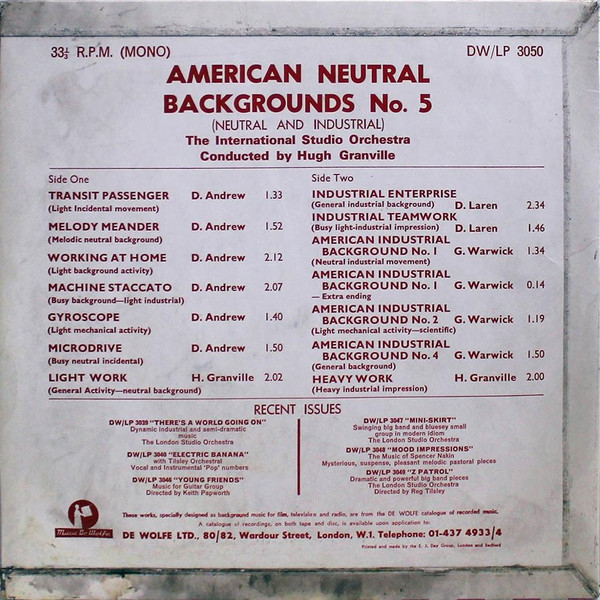 33⅓ R.P.M. (MONO) DW/LP 3050
AMERICAN NEUTRAL
BACKGROUNDS No. 5
(NEUTRAL AND INDUSTRIAL)
The International Studio Orchestra
Conducted by Hugh Granville
Side One
TRANSIT PASSENGER D. Andrew 1.33
(Light Incidental movement)
MELODY MEANDER D. Andrew 1.52
(Melodic neutral background)
WORKING AT HOME D. Andrew 2.12
(Light background activity)
MACHINE STACCATO D. Andrew 2.07
(Busy background—light industrial)
GYROSCOPE D. Andrew 1.40
(Light mechanical activity)
MICRODRIVE D. Andrew 1.50
(Busy neutral incidental)
LIGHT WORK H. Granville 2.02
(General Activity—neutral background)
Side Two
INDUSTRIAL ENTERPRISE
(General industrial background) D. Laren 2.34
INDUSTRIAL TEAMWORK
(Busy light-industrial impression) D. Laren 1.46
AMERICAN INDUSTRIAL
BACKGROUND No. 1 G. Warwick 1.34
(Neutral industrial movement)
AMERICAN INDUSTRIAL
BACKGROUND No. 1 G. Warwick 0.14
— Extra ending
AMERICAN INDUSTRIAL
BACKGROUND No. 2 G. Warwick 1.19
(Light mechanical activity—scientific)
AMERICAN INDUSTRIAL
BACKGROUND No. 4 G. Warwick 1.50
(General background)
HEAVY WORK H. Granville 2.00
(Heavy industrial impression)
RECENT ISSUES
DW/LP 3039 "THERE'S A WORLD GOING ON"
Dynamic industrial and semi-dramatic
music
The London Studio Orchestra
DW/LP 3040 "ELECTRIC BANANA"
with Tilsley Orchestral
Vocal and Instrumental 'Pop' numbers
DW/LP 3046 "YOUNG FRIENDS"
Music for Guitar Group
Directed by Keith Papworth
DW/LP 3047 "MINI-SKIRT"
Swinging big band and bluesey small
group in modern idiom
The London Studio Orchestra
DW/LP 3048 "MOOD IMPRESSIONS"
The Music of Spencer Nakin
Mysterious, suspense, pleasant melodic pastoral pieces
DW/LP 3049 "Z PATROL"
Dramatic and powerful big band pieces
The London Studio Orchestra
Directed by Reg Tilsley
Music De Wolfe
These works, specially designed as background music for film, television and radio, are from the DE WOLFE catalogue of recorded music.
A catalogue of recordings, on both tape and disc, is available upon application to:
DE WOLFE LTD., 80/82, Wardour Street, London, W.1. Telephone: 01-437 4933/4
Printed and made by the E. J. Day Group, London and Bedford